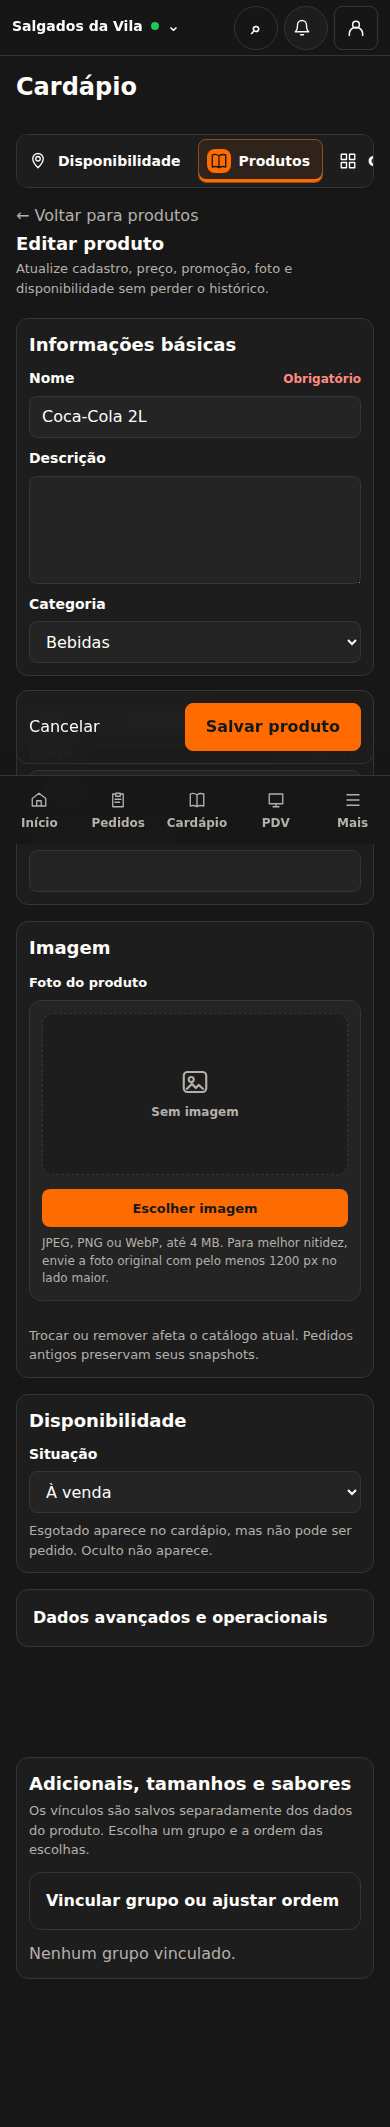 Salgados da Vila
Cardápio
Disponibilidade
Produtos
← Voltar para produtos
Editar produto
Atualize cadastro, preço, promoção, foto e
disponibilidade sem perder o histórico.
Informações básicas
Nome
Obrigatório
Coca-Cola 2L
Descrição
Categoria
Bebidas
Cancelar
Salvar produto
Início
Pedidos
Cardápio
PDV
Mais
Imagem
Foto do produto
Sem imagem
Escolher imagem
JPEG, PNG ou WebP, até 4 MB. Para melhor nitidez,
envie a foto original com pelo menos 1200 px no
lado maior.
Trocar ou remover afeta o catálogo atual. Pedidos
antigos preservam seus snapshots.
Disponibilidade
Situação
À venda
Esgotado aparece no cardápio, mas não pode ser
pedido. Oculto não aparece.
Dados avançados e operacionais
Adicionais, tamanhos e sabores
Os vínculos são salvos separadamente dos dados
do produto. Escolha um grupo e a ordem das
escolhas.
Vincular grupo ou ajustar ordem
Nenhum grupo vinculado.